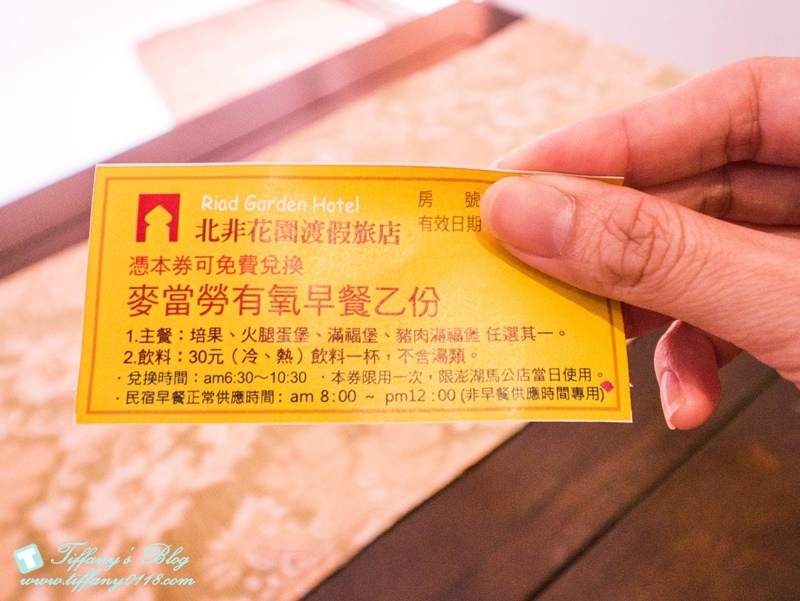 Riad Garden Hotel
北非花園渡假旅店
房 號
有效日期
憑本券可免費兌換
麥當勞有氧早餐乙份
1.主餐：培果、火腿蛋堡、滿福堡、豬肉滿福堡 任選其一。
2.飲料：30元（冷、熱）飲料一杯，不含湯類。
·兌換時間：am6:30～10:30 ·本券限用一次，限澎湖馬公店當日使用。
·民宿早餐正常供應時間：am 8:00 ~ pm12:00 (非早餐供應時間專用)
Tiffany's Blog
www.tiffany0118.com